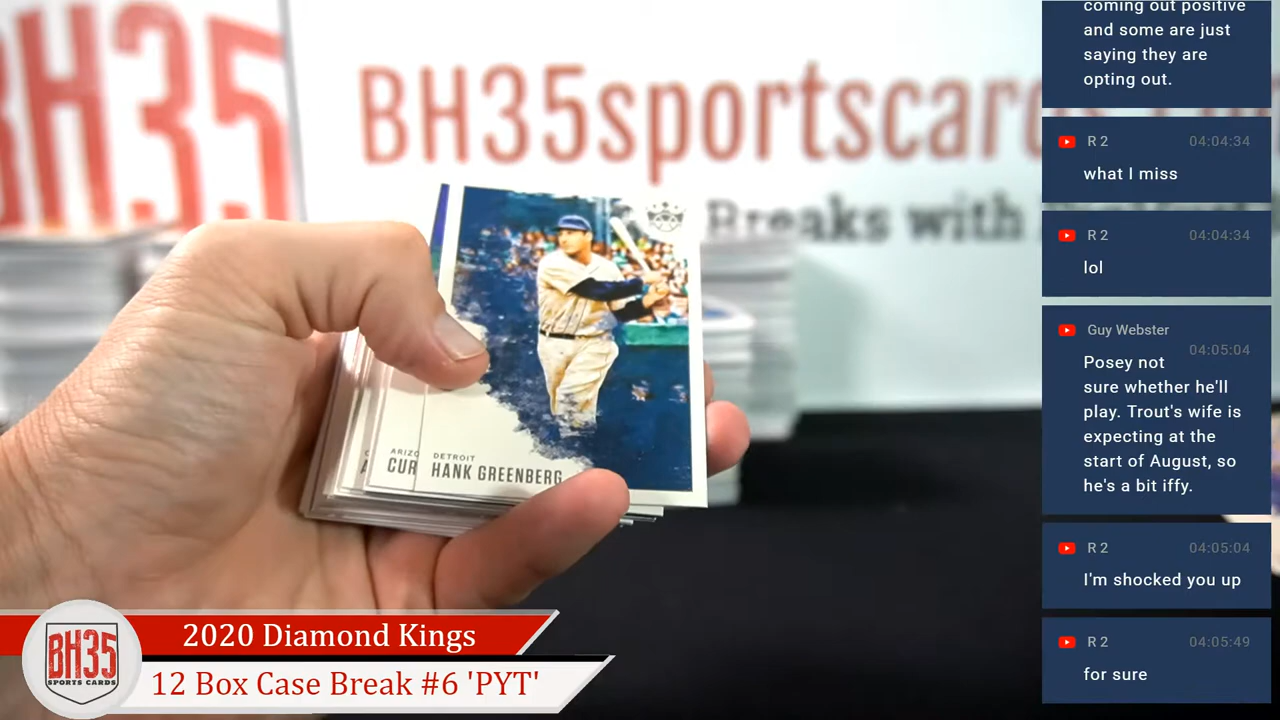 BH35
BH35sportscards
Breaks with
ARIZO
CUR
DETROIT
HANK GREENBERG
2020 Diamond Kings
12 Box Case Break #6 'PYT'
BH35
SPORTS CARDS
coming out positive
and some are just
saying they are
opting out.
R 2 04:04:34
what I miss
R 2 04:04:34
lol
Guy Webster
04:05:04
Posey not
sure whether he'll
play. Trout's wife is
expecting at the
start of August, so
he's a bit iffy.
R 2 04:05:04
I'm shocked you up
R 2 04:05:49
for sure